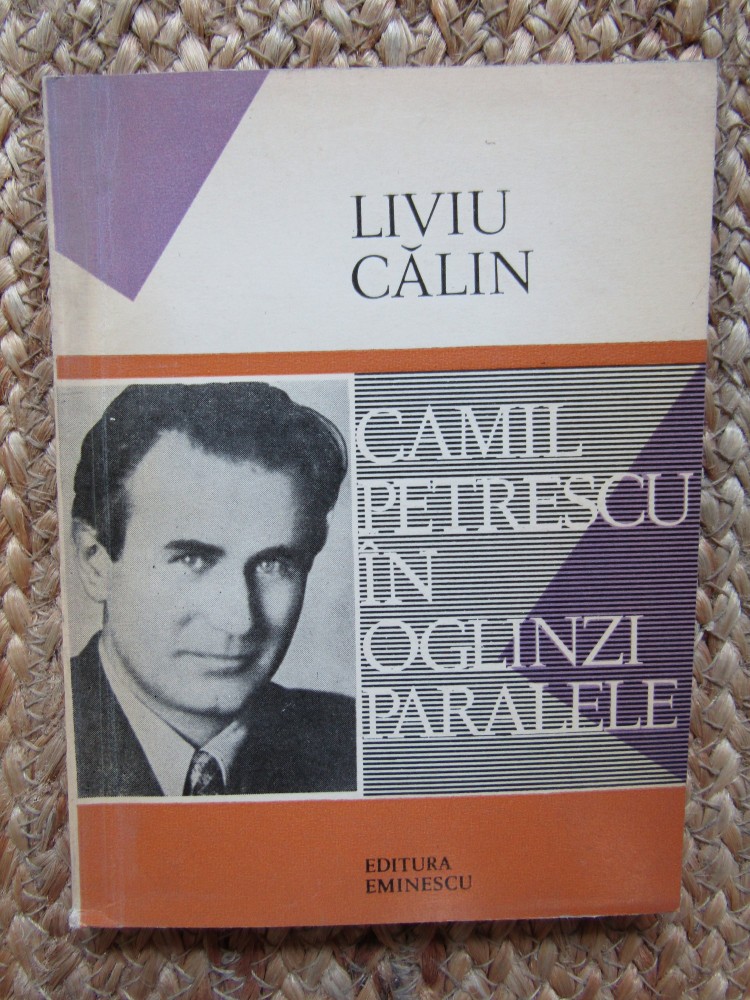 LIVIU
CĂLIN
CAMIL
PETRESCU
ÎN
OGLINZI
PARALELE
EDITURA
EMINESCU